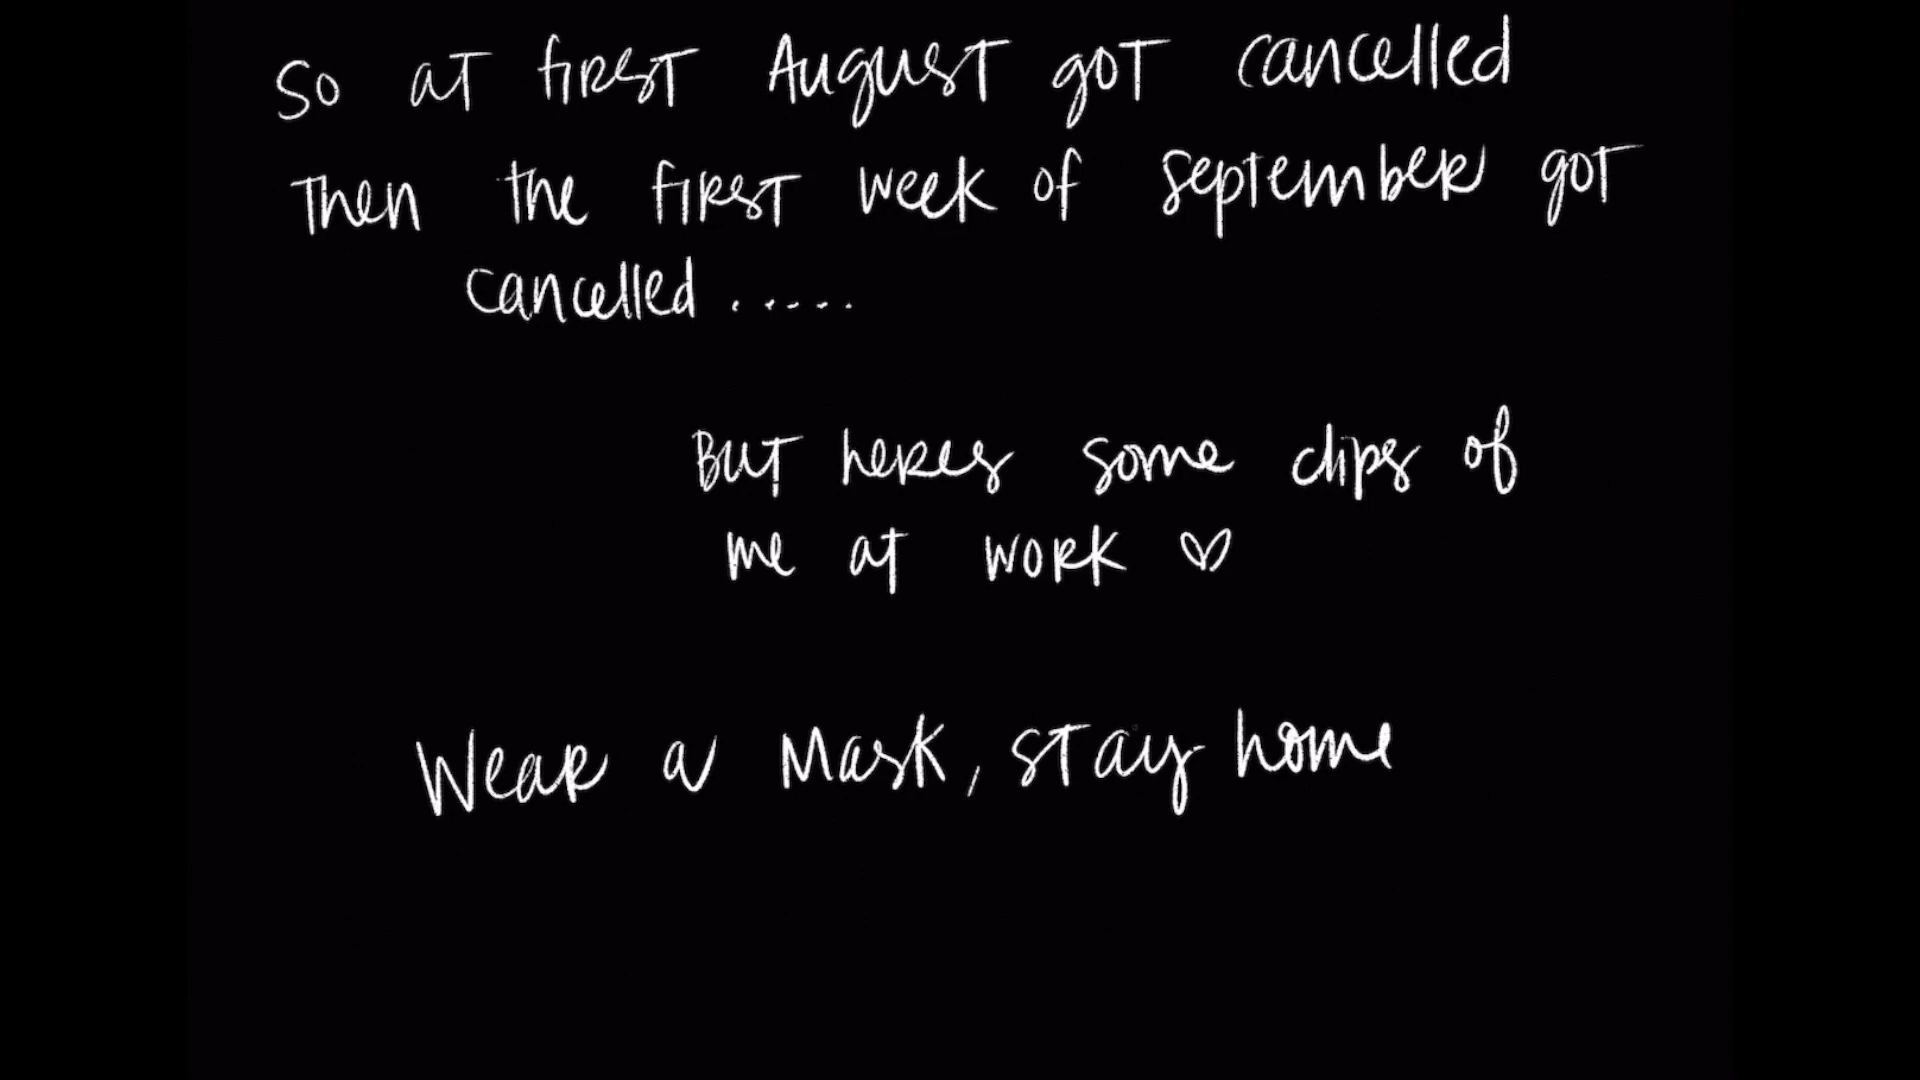 So at first August got cancelled
Then the first week of september got
cancelled .....
But heres some clips of
me at work ♡
Wear a Mask, stay home